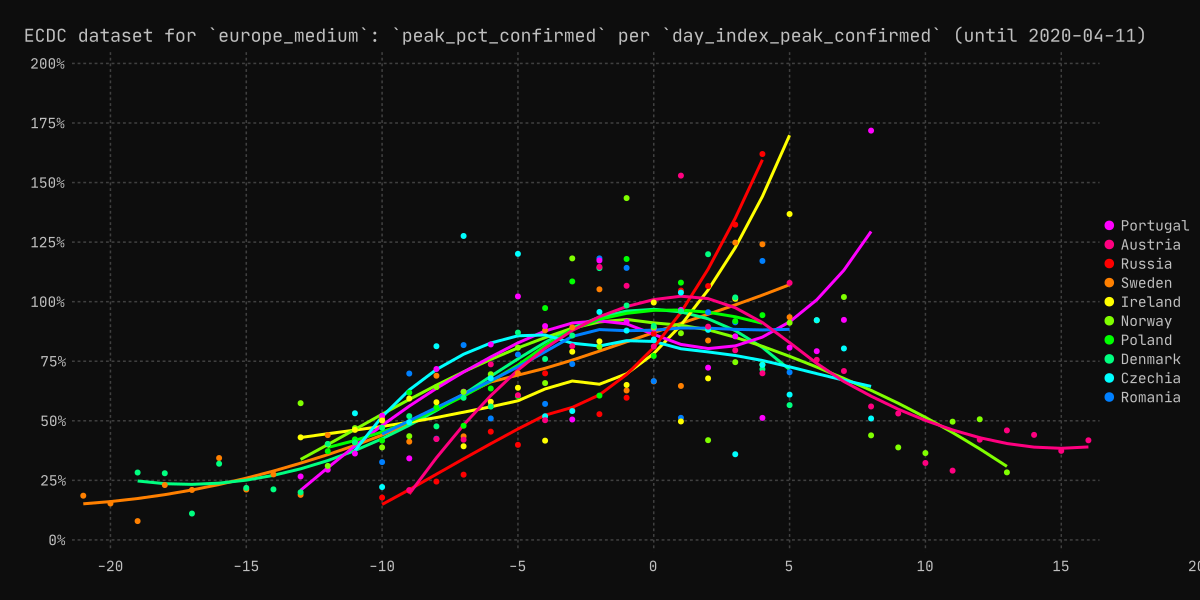 ECDC dataset for `europe_medium`: `peak_pct_confirmed` per `day_index_peak_confirmed` (until 2020-04-11)
200%
175%
150%
125%
100%
75%
50%
25%
0%
-20 -15 -10 -5 0 5 10 15 20
Portugal
Austria
Russia
Sweden
Ireland
Norway
Poland
Denmark
Czechia
Romania